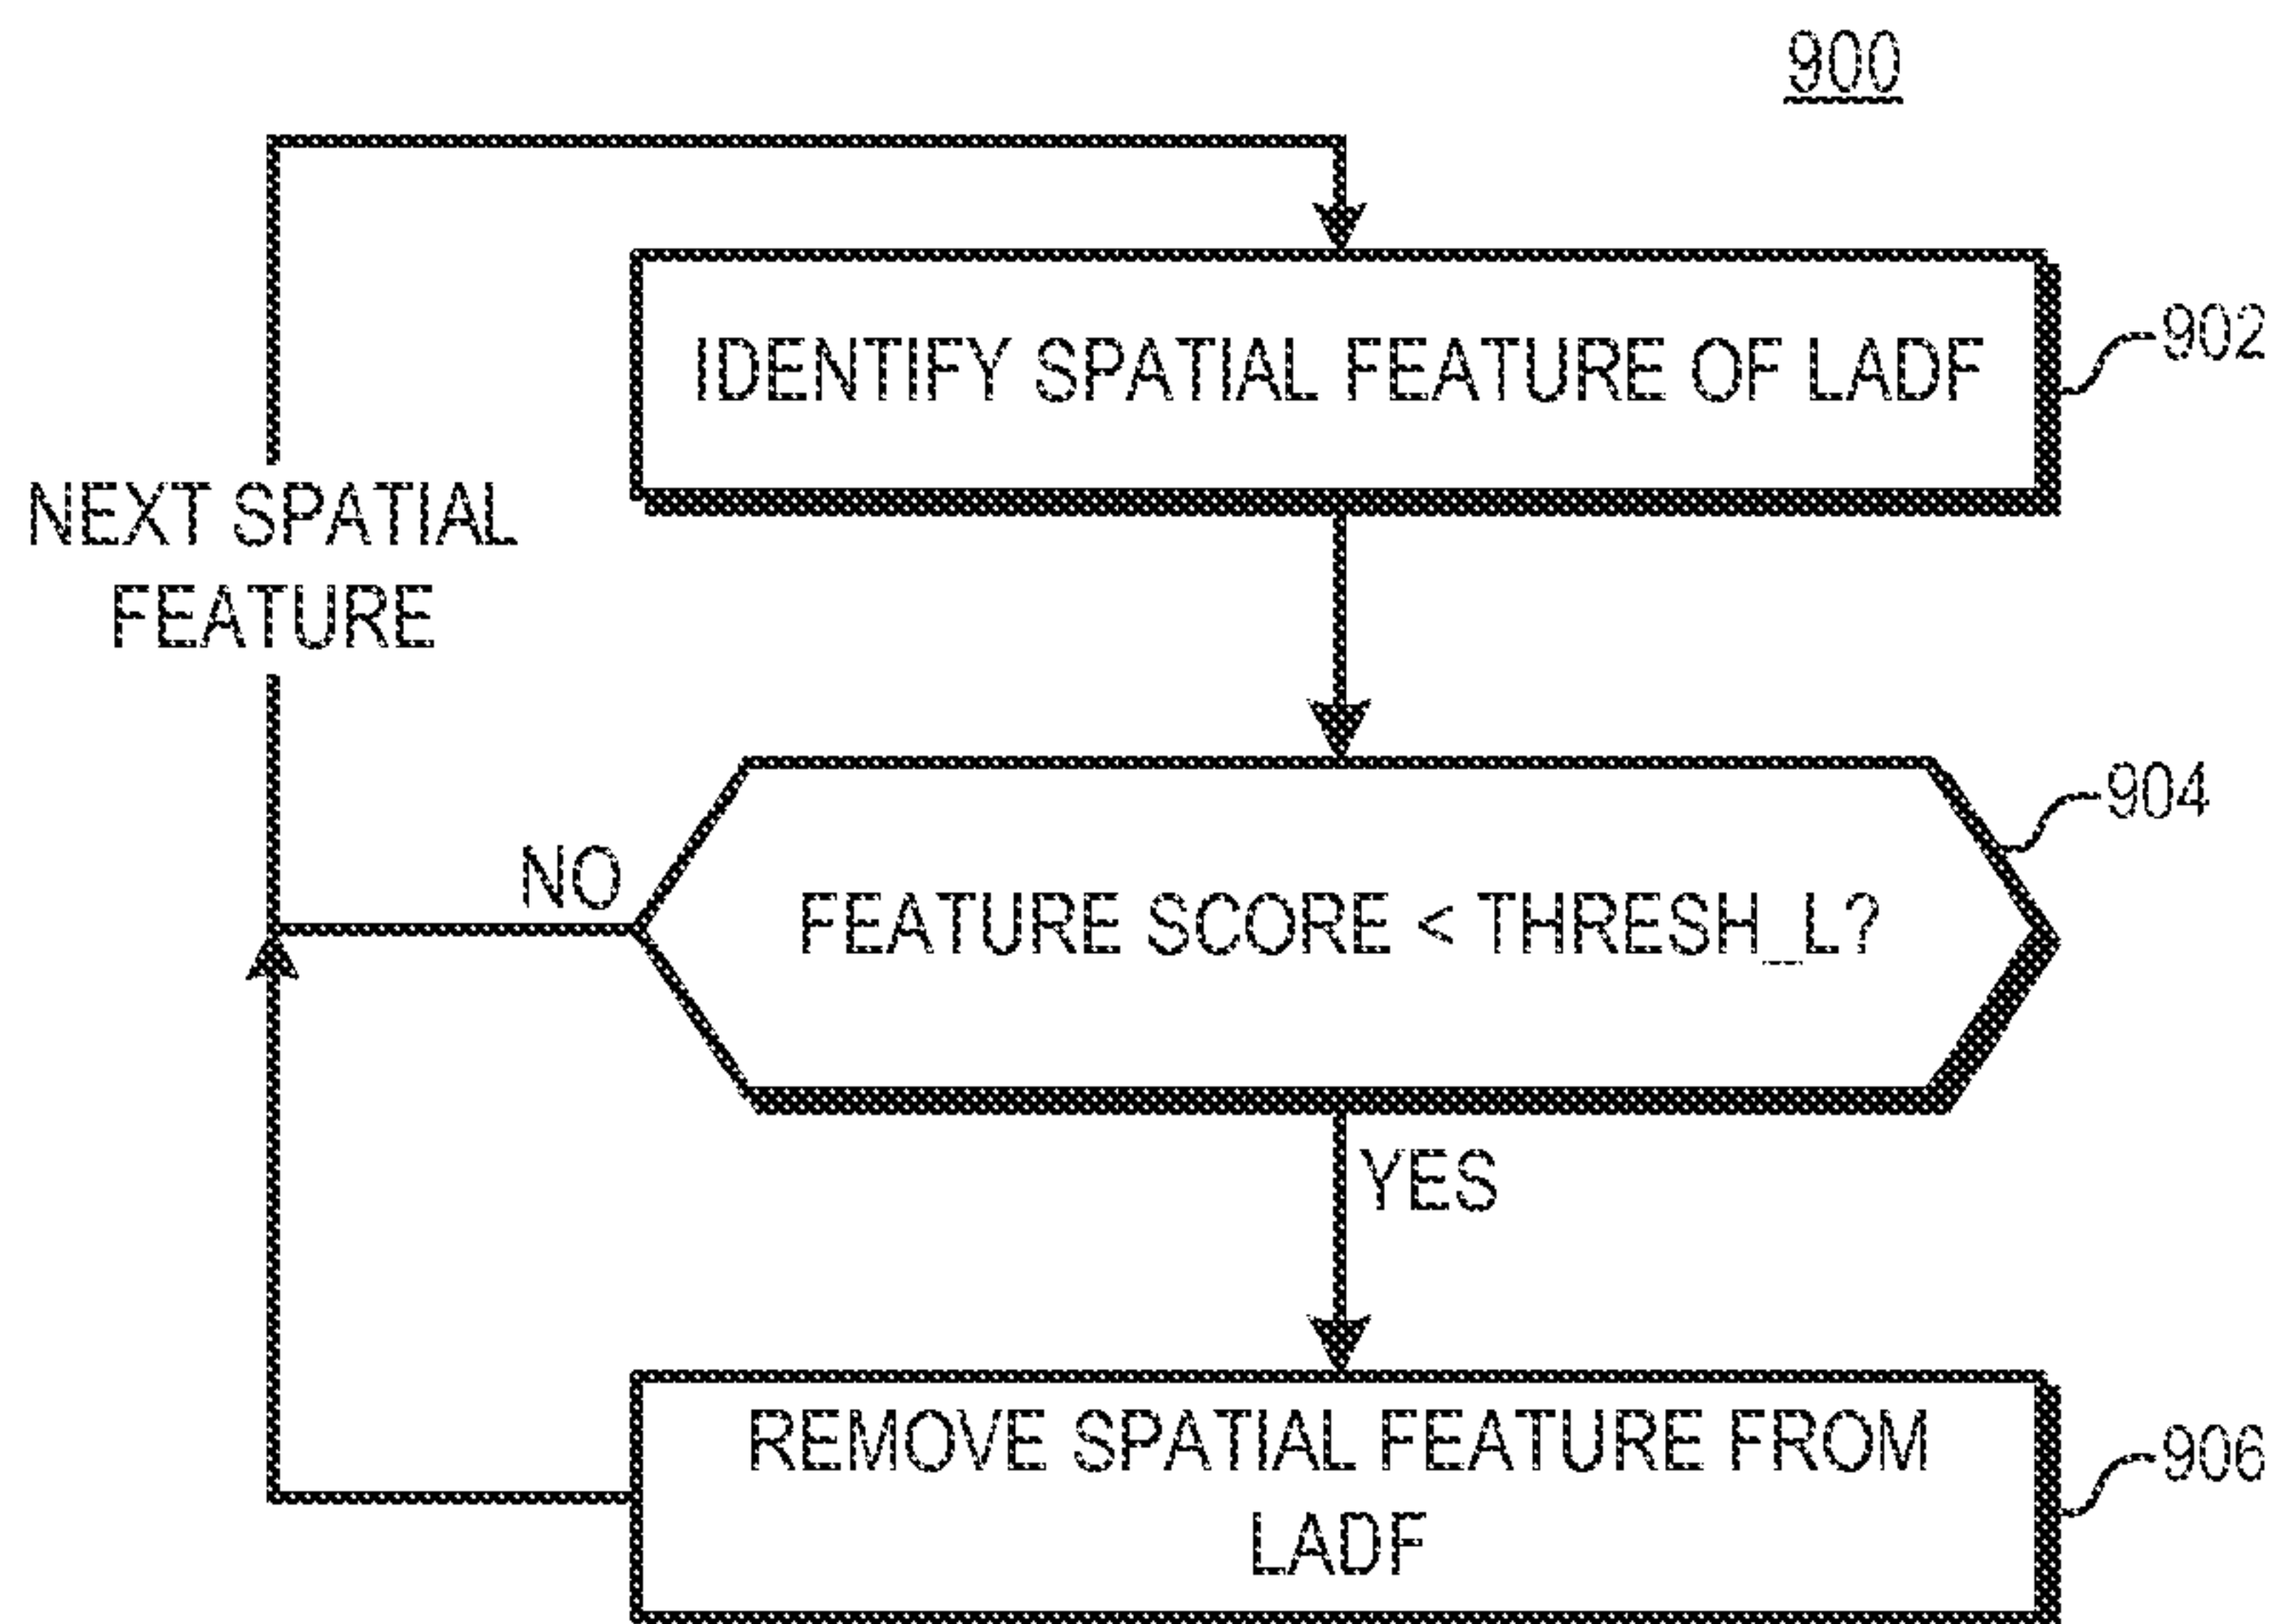 900
IDENTIFY SPATIAL FEATURE OF LADF
902
NEXT SPATIAL
FEATURE
904
NO
FEATURE SCORE < THRESH_L?
YES
REMOVE SPATIAL FEATURE FROM
LADF
906